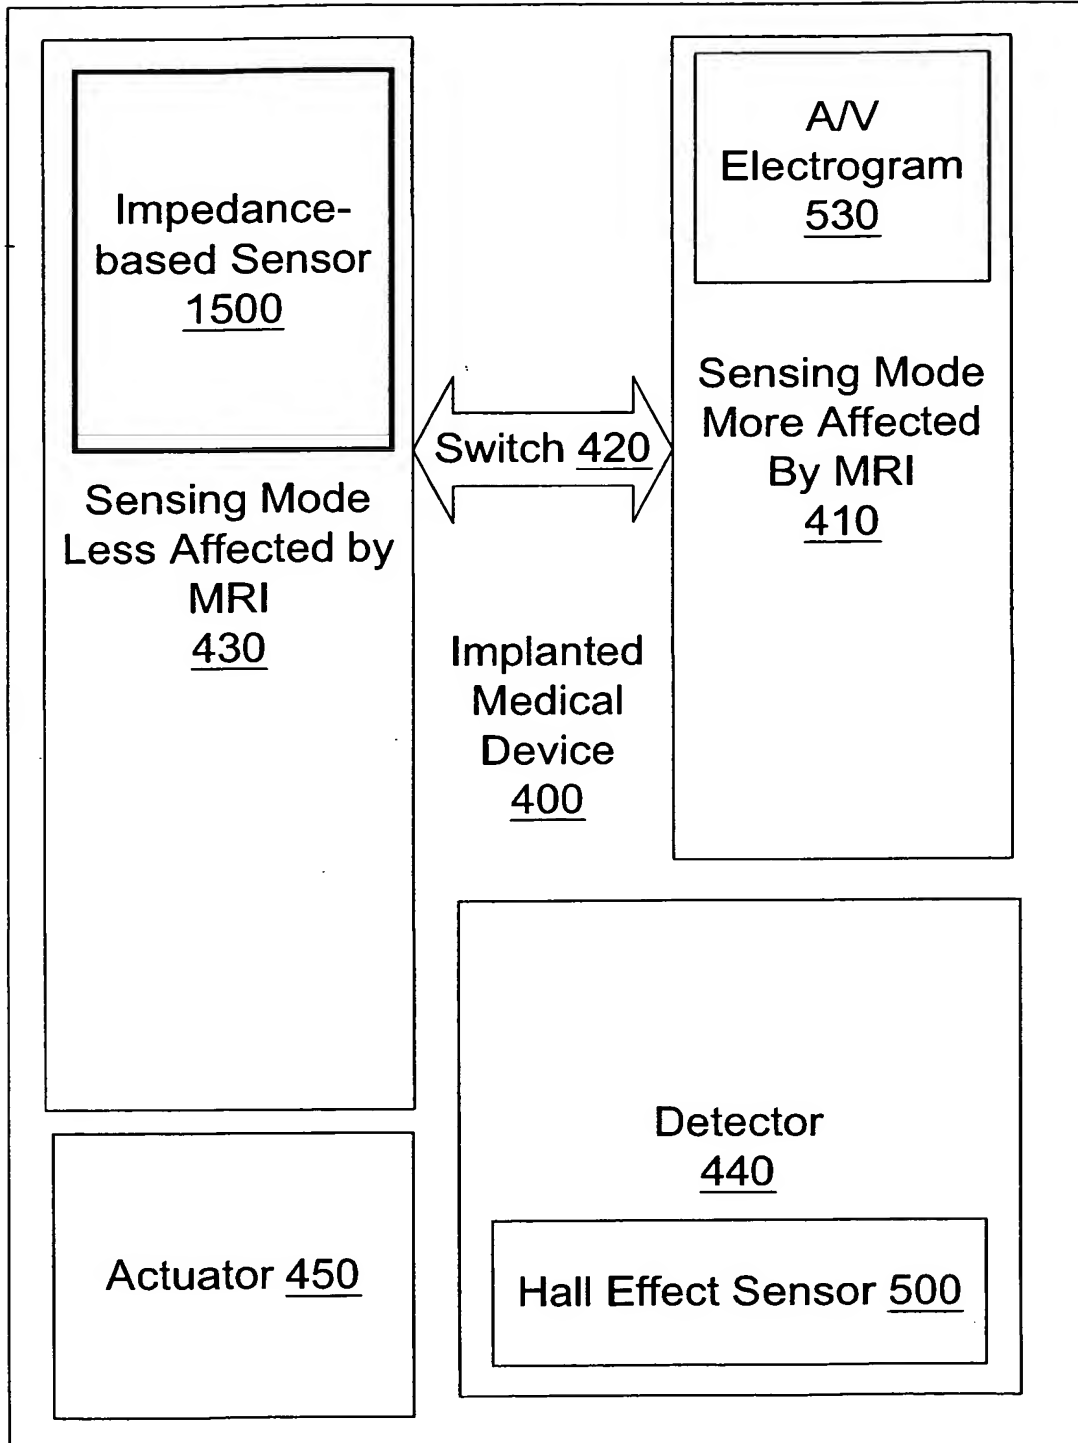 Impedance-
based Sensor
1500
Sensing Mode
Less Affected by
MRI
430
Switch 420
A/V
Electrogram
530
Sensing Mode
More Affected
By MRI
410
Implanted
Medical
Device
400
Detector
440
Hall Effect Sensor 500
Actuator 450